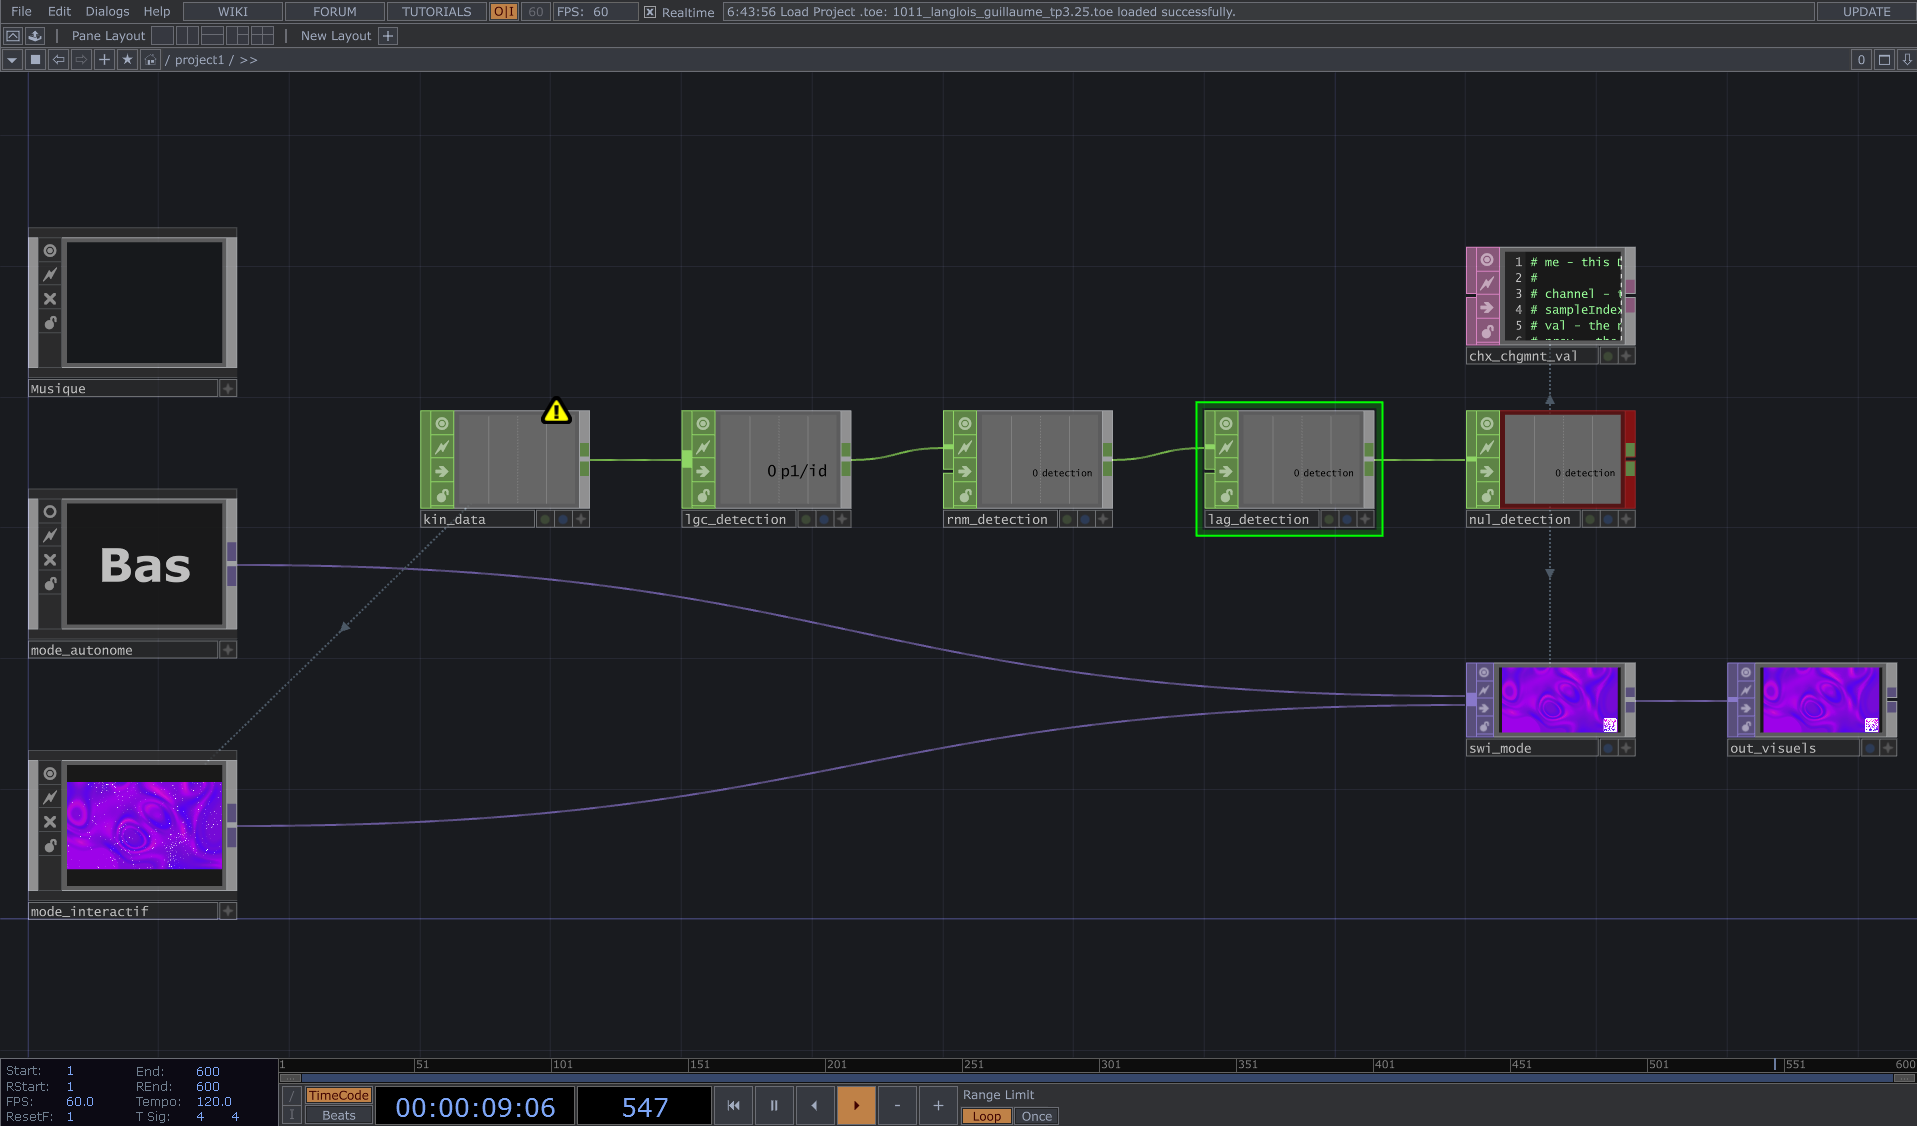 File Edit Dialogs Help WIKI FORUM TUTORIALS O|I 60 FPS: 60 Realtime 6:43:56 Load Project .toe: 1011_langlois_guillaume_tp3.25.toe loaded successfully. UPDATE
Pane Layout New Layout +
/ project1 / >> 0
1 # me - this
2 #
3 # channel -
4 # sampleIndex
5 # val - the
chx_chgmnt_val
Musique
0 p1/id
0 detection
0 detection
0 detection
kin_data
lgc_detection
rnm_detection
lag_detection
nul_detection
Bas
mode_autonome
swi_mode
out_visuels
mode_interactif
1 51 101 151 201 251 301 351 401 451 501 551 600
Start: 1 End: 600
RStart: 1 REnd: 600
FPS: 60.0 Tempo: 120.0
ResetF: 1 T Sig: 4 4
TimeCode
Beats
00:00:09:06
547
- +
Range Limit
Loop Once